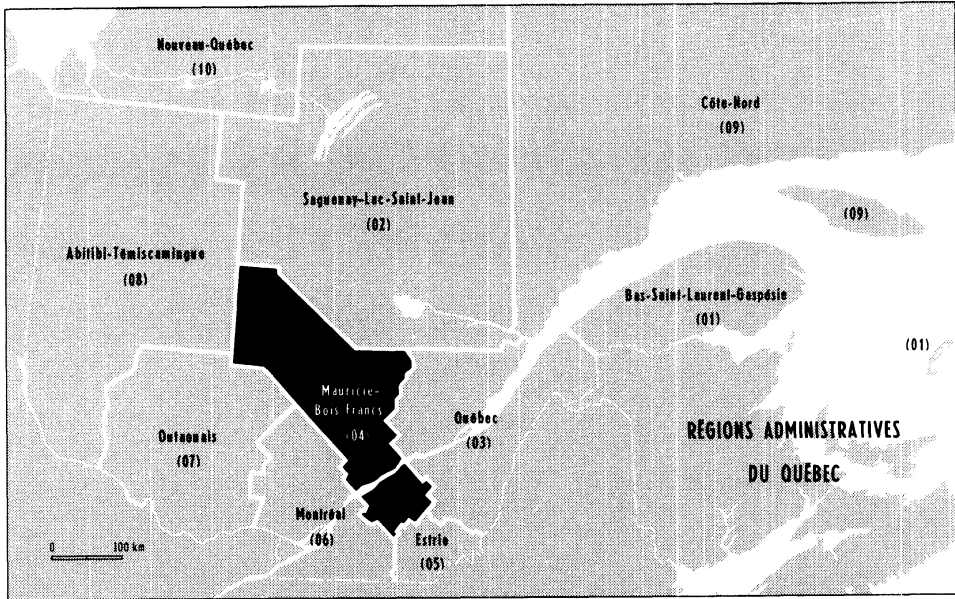 Nouveau-Québec
(10)
Côte-Nord
(09)
Saguenay-Lac-Saint-Jean
(02)
(09)
Abitibi-Témiscamingue
(08)
Bas-Saint-Laurent-Gaspésie
(01)
(01)
Mauricie-
Bois Francs
(04)
Québec
(03)
RÉGIONS ADMINISTRATIVES
DU QUÉBEC
Outaouais
(07)
Montréal
(06)
Estrie
(05)
0 100 km